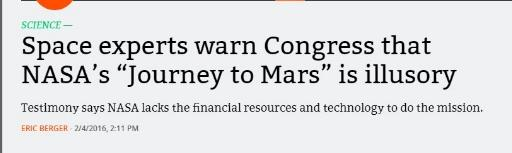 SCIENCE —
Space experts warn Congress that
NASA’s “Journey to Mars” is illusory
Testimony says NASA lacks the financial resources and technology to do the mission.
ERIC BERGER · 2/4/2016, 2:11 PM